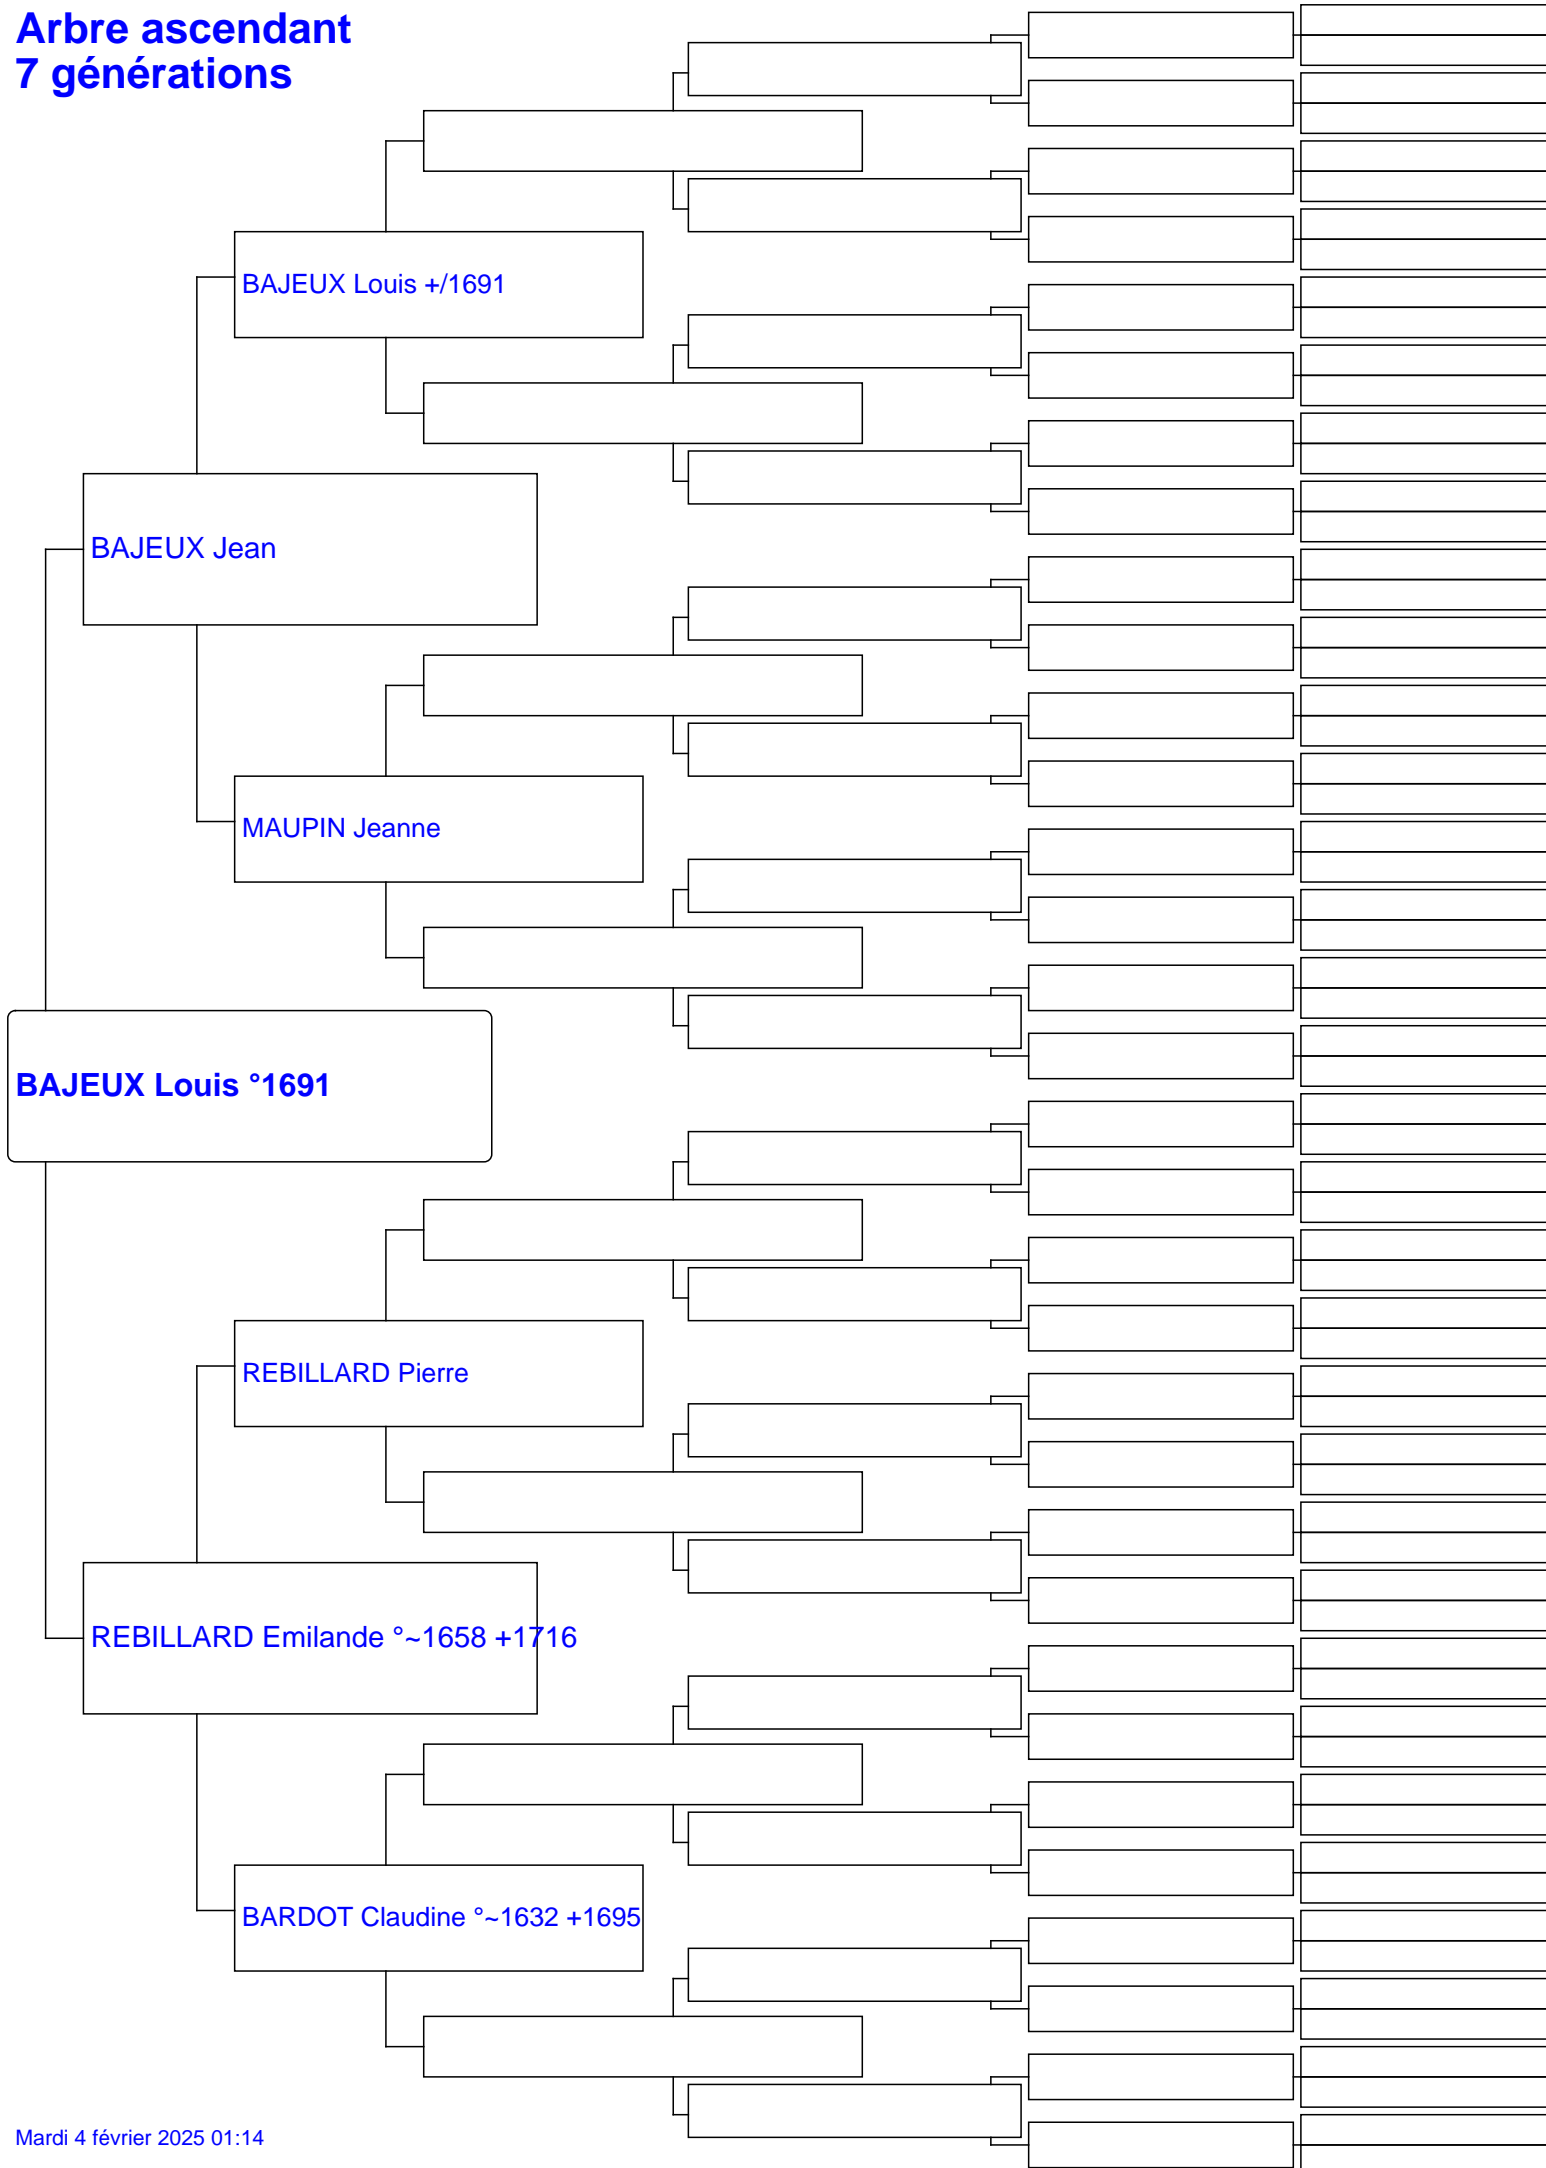 Arbre ascendant
7 générations
BAJEUX Louis +/1691
BAJEUX Jean
MAUPIN Jeanne
BAJEUX Louis °1691
REBILLARD Pierre
REBILLARD Emilande °~1658 +1716
BARDOT Claudine °~1632 +1695
Mardi 4 février 2025 01:14